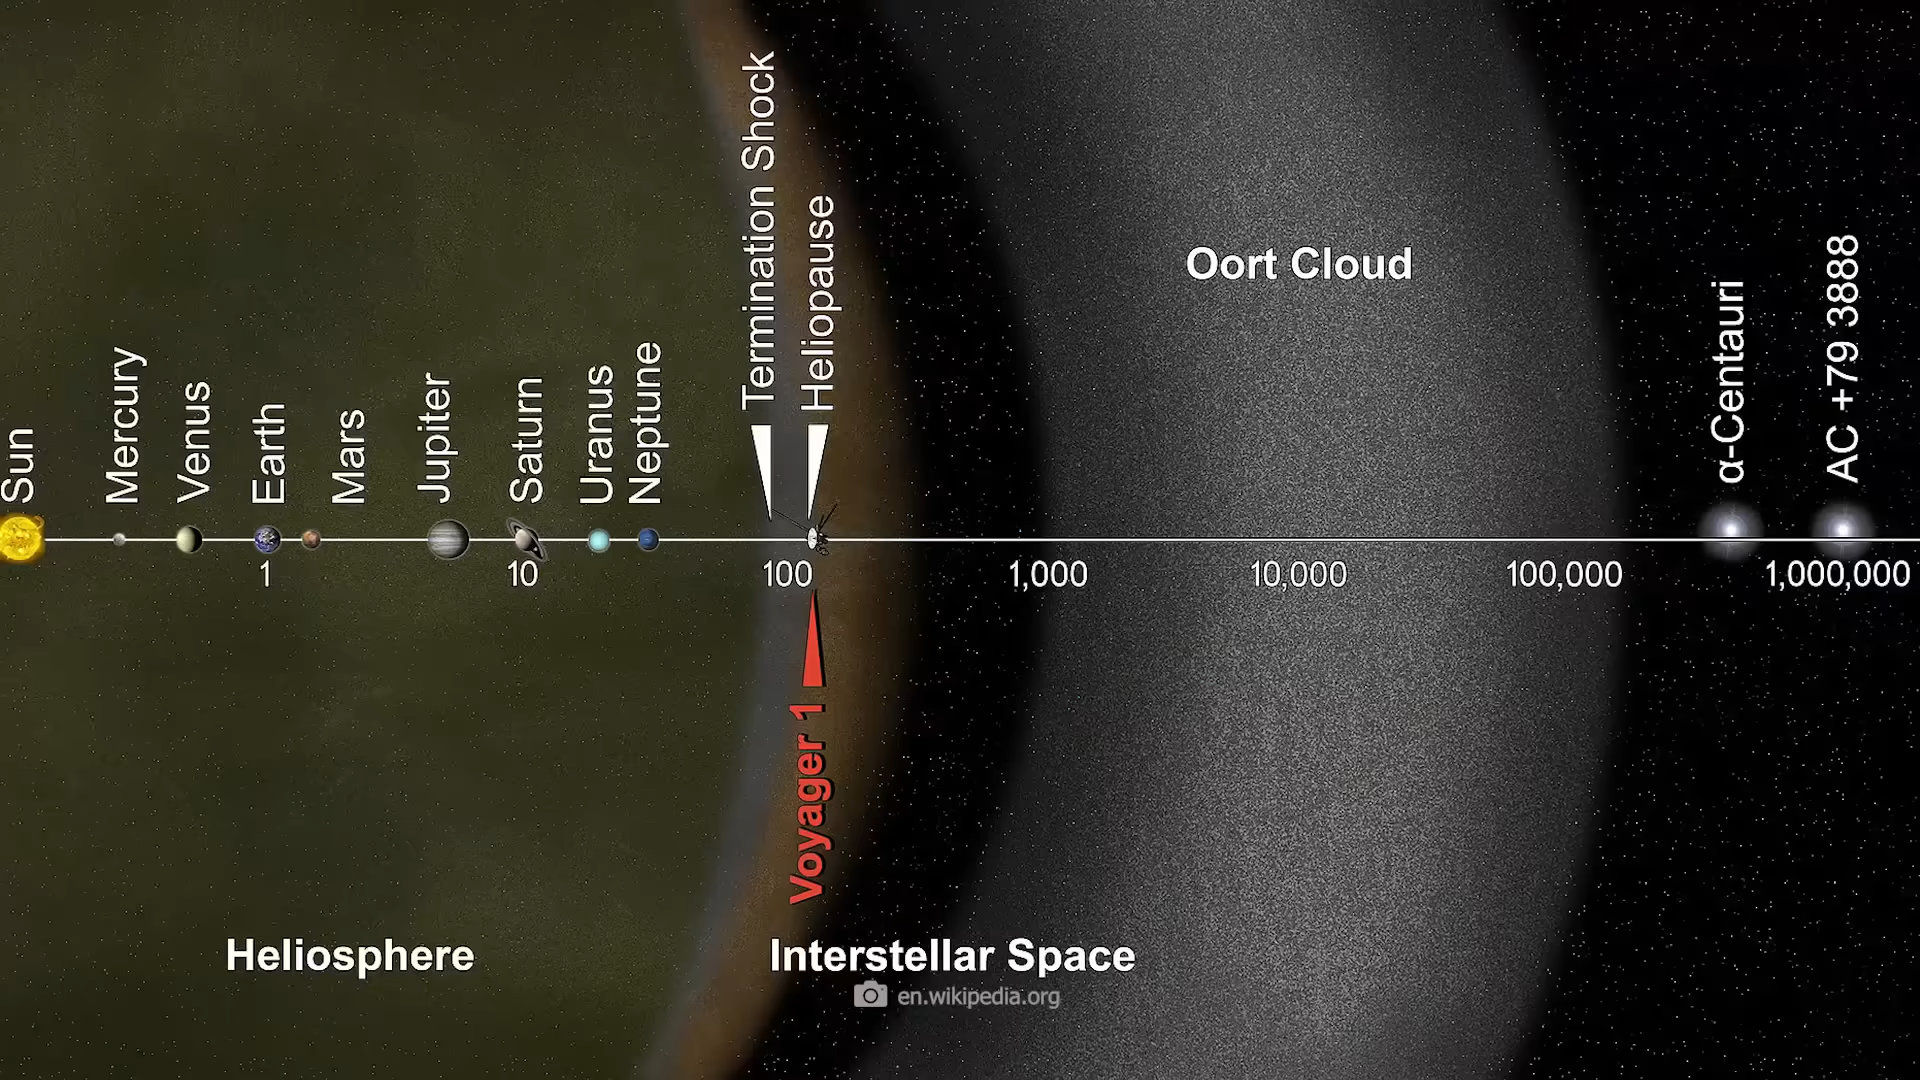 Sun
Mercury
Venus
Earth
Mars
Jupiter
Saturn
Uranus
Neptune
Termination Shock
Heliopause
Oort Cloud
α-Centauri
AC +79 3888
1
10
100
1,000
10,000
100,000
1,000,000
Voyager 1
Heliosphere
Interstellar Space
en.wikipedia.org